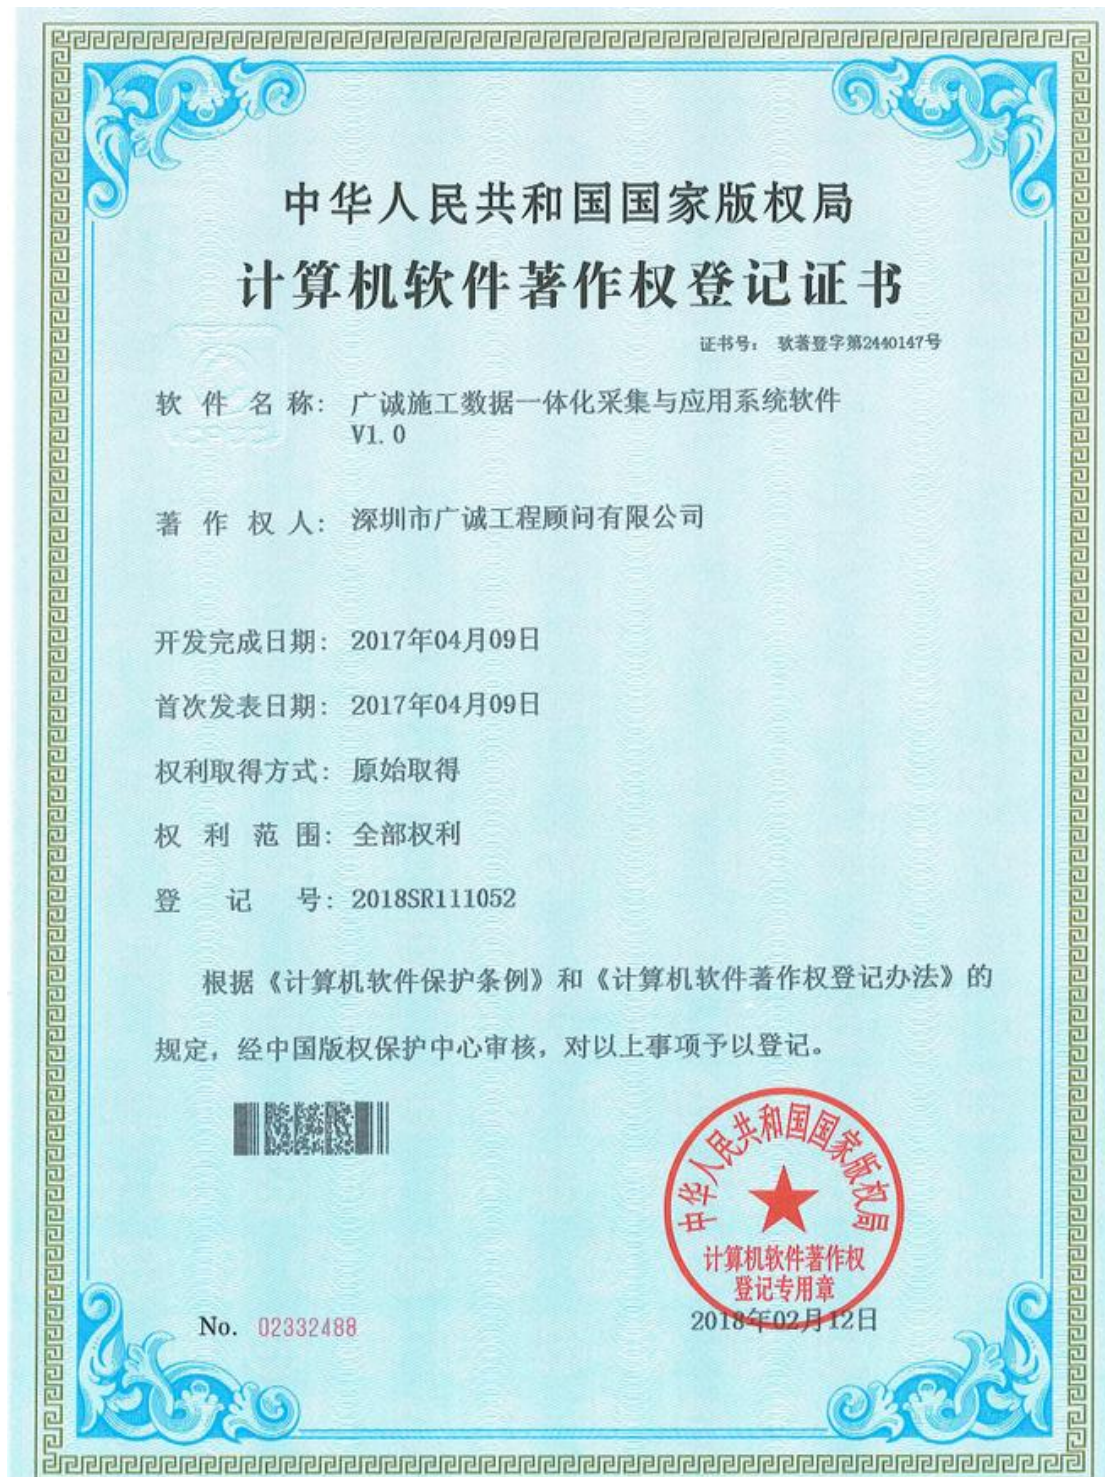 中华人民共和国国家版权局
计算机软件著作权登记证书
证书号： 软著登字第2440147号
软件名称： 广诚施工数据一体化采集与应用系统软件
V1.0
著作权人： 深圳市广诚工程顾问有限公司
开发完成日期： 2017年04月09日
首次发表日期： 2017年04月09日
权利取得方式： 原始取得
权利范围： 全部权利
登记号： 2018SR111052
根据《计算机软件保护条例》和《计算机软件著作权登记办法》的
规定，经中国版权保护中心审核，对以上事项予以登记。
中华人民共和国国家版权局
计算机软件著作权
登记专用章
No. 02332488
2018年02月12日